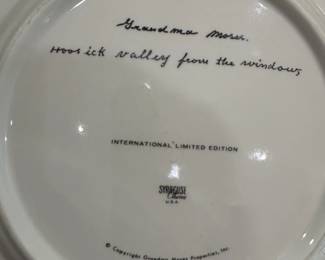 Grandma Moses.
Hoosick valley from the window,
INTERNATIONAL LIMITED EDITION
SYRACUSE
China
U.S.A.
© Copyright Grandma Moses Properties, Inc.